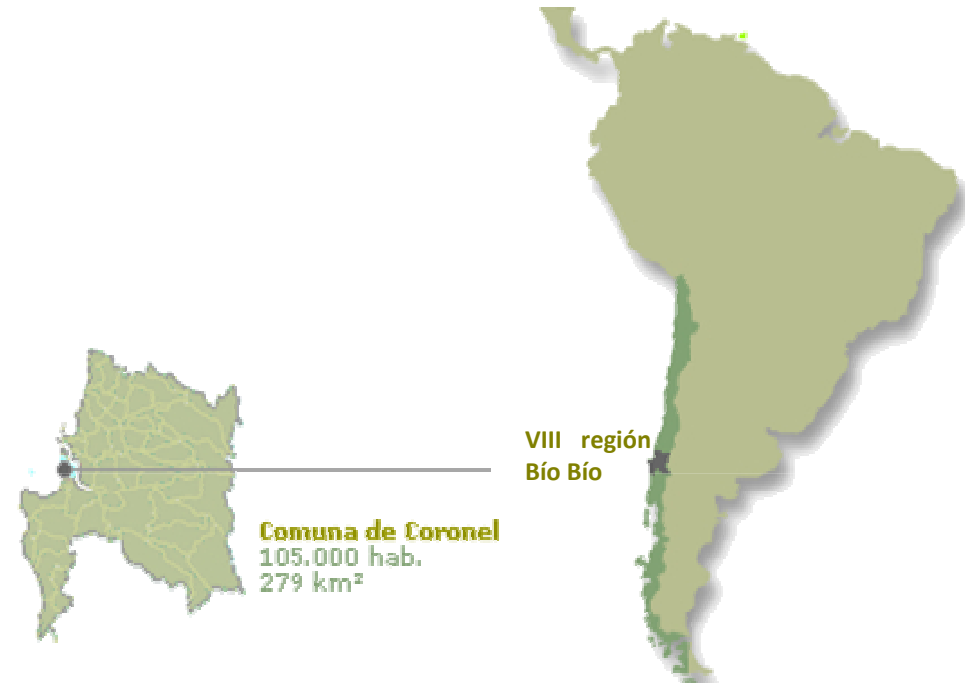 VIII región
Bío Bío
Comuna de Coronel
105.000 hab.
279 km²